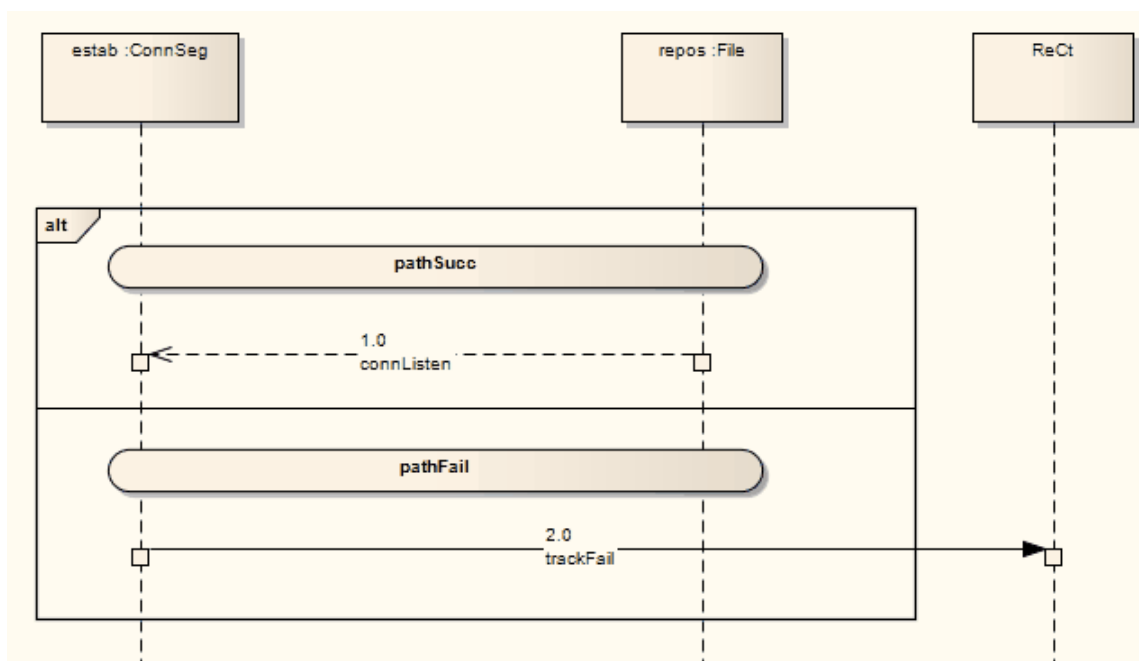 estab :ConnSeg
repos :File
ReCt
alt
pathSucc
1.0
connListen
pathFail
2.0
trackFail